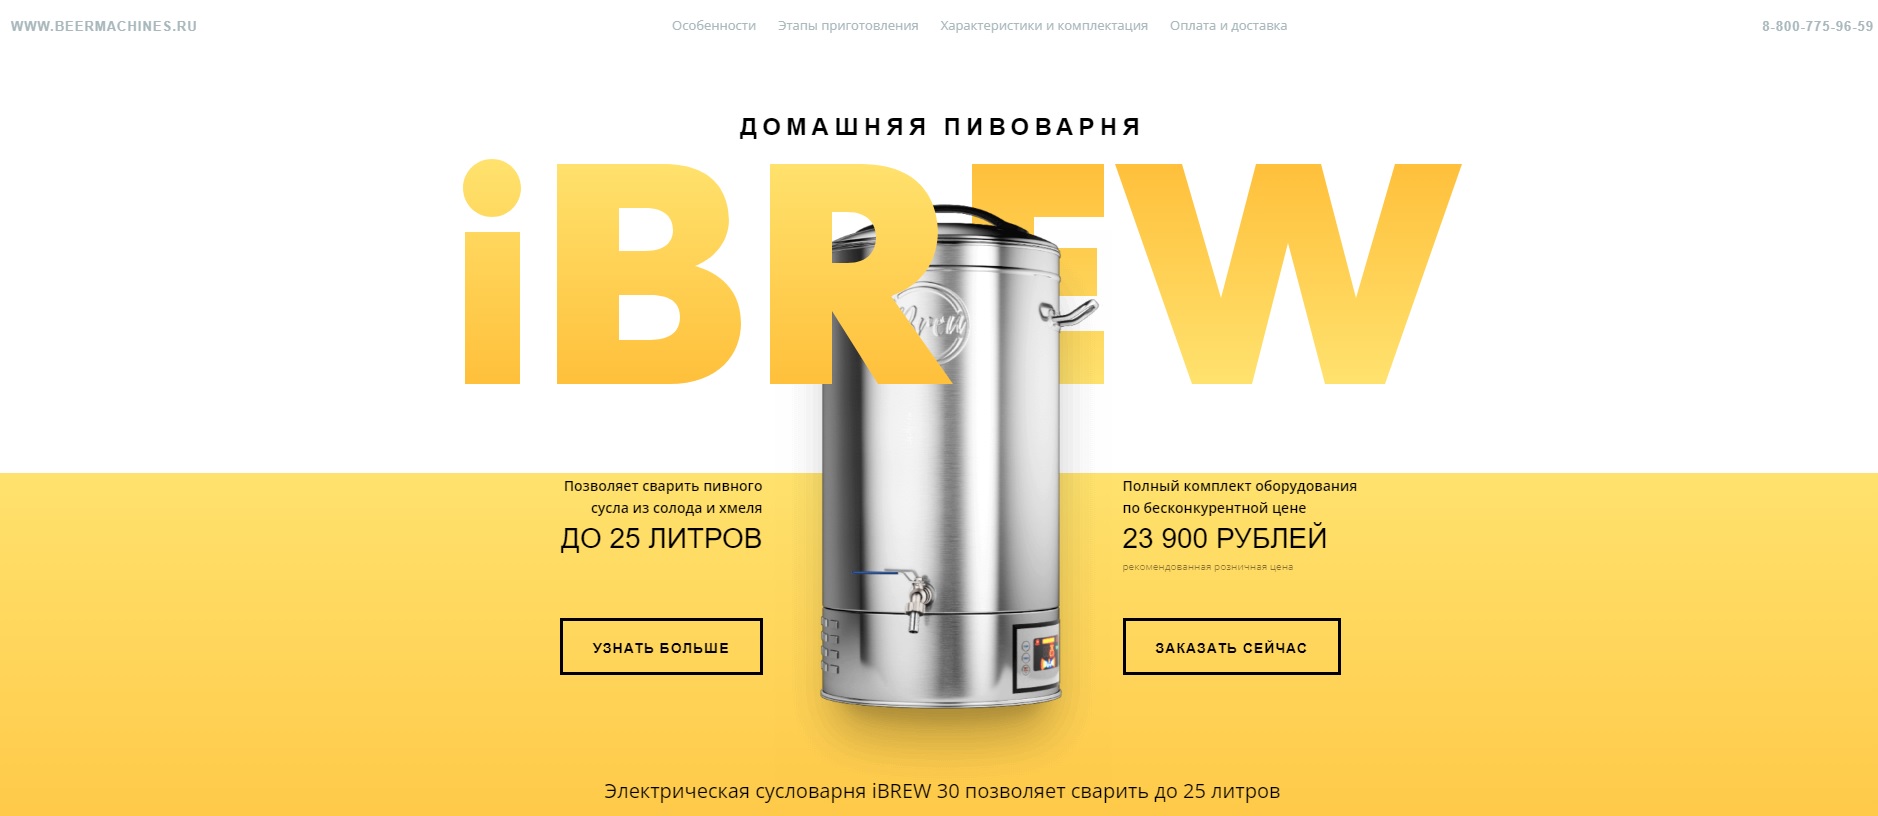 WWW.BEERMACHINES.RU
Особенности Этапы приготовления Характеристики и комплектация Оплата и доставка
8-800-775-96-59
ДОМАШНЯЯ ПИВОВАРНЯ
iBREW
Позволяет сварить пивного
сусла из солода и хмеля
ДО 25 ЛИТРОВ
УЗНАТЬ БОЛЬШЕ
Полный комплект оборудования
по бесконкурентной цене
23 900 РУБЛЕЙ
рекомендованная розничная цена
ЗАКАЗАТЬ СЕЙЧАС
Электрическая сусловарня iBREW 30 позволяет сварить до 25 литров